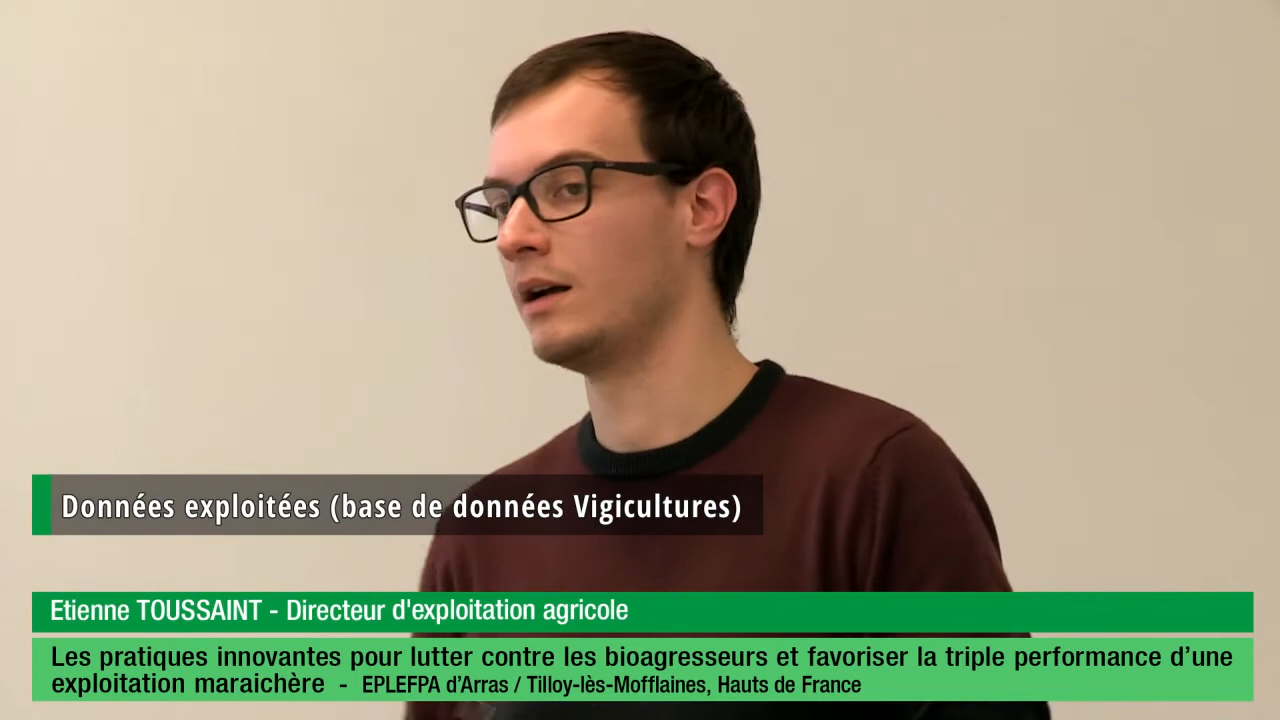 Données exploitées (base de données Vigicultures)
Etienne TOUSSAINT - Directeur d'exploitation agricole
Les pratiques innovantes pour lutter contre les bioagresseurs et favoriser la triple performance d’une
exploitation maraichère - EPLEFPA d’Arras / Tilloy-lès-Mofflaines, Hauts de France